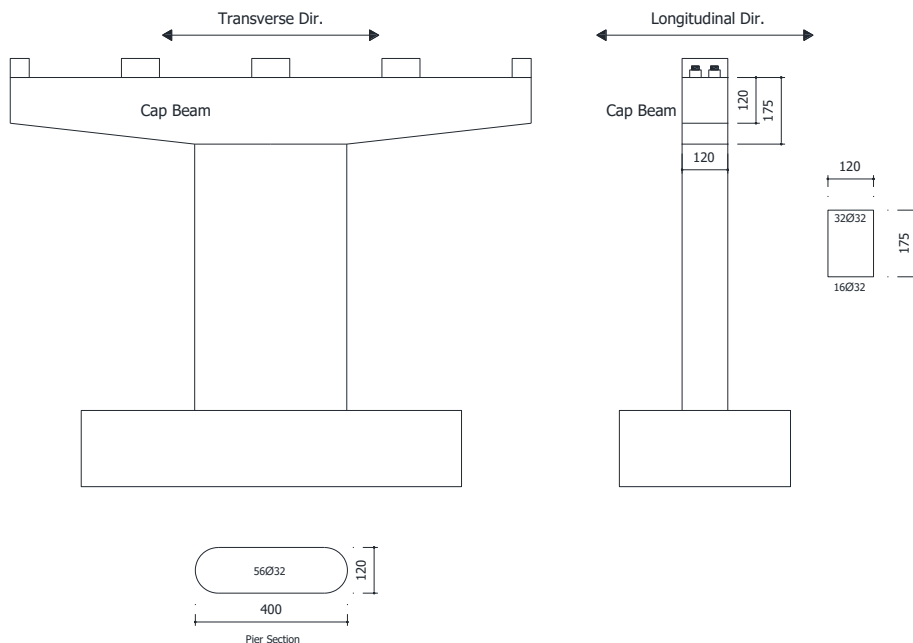 Transverse Dir.
Longitudinal Dir.
Cap Beam
Cap Beam
120
175
120
120
32Ø32
175
16Ø32
56Ø32
120
400
Pier Section